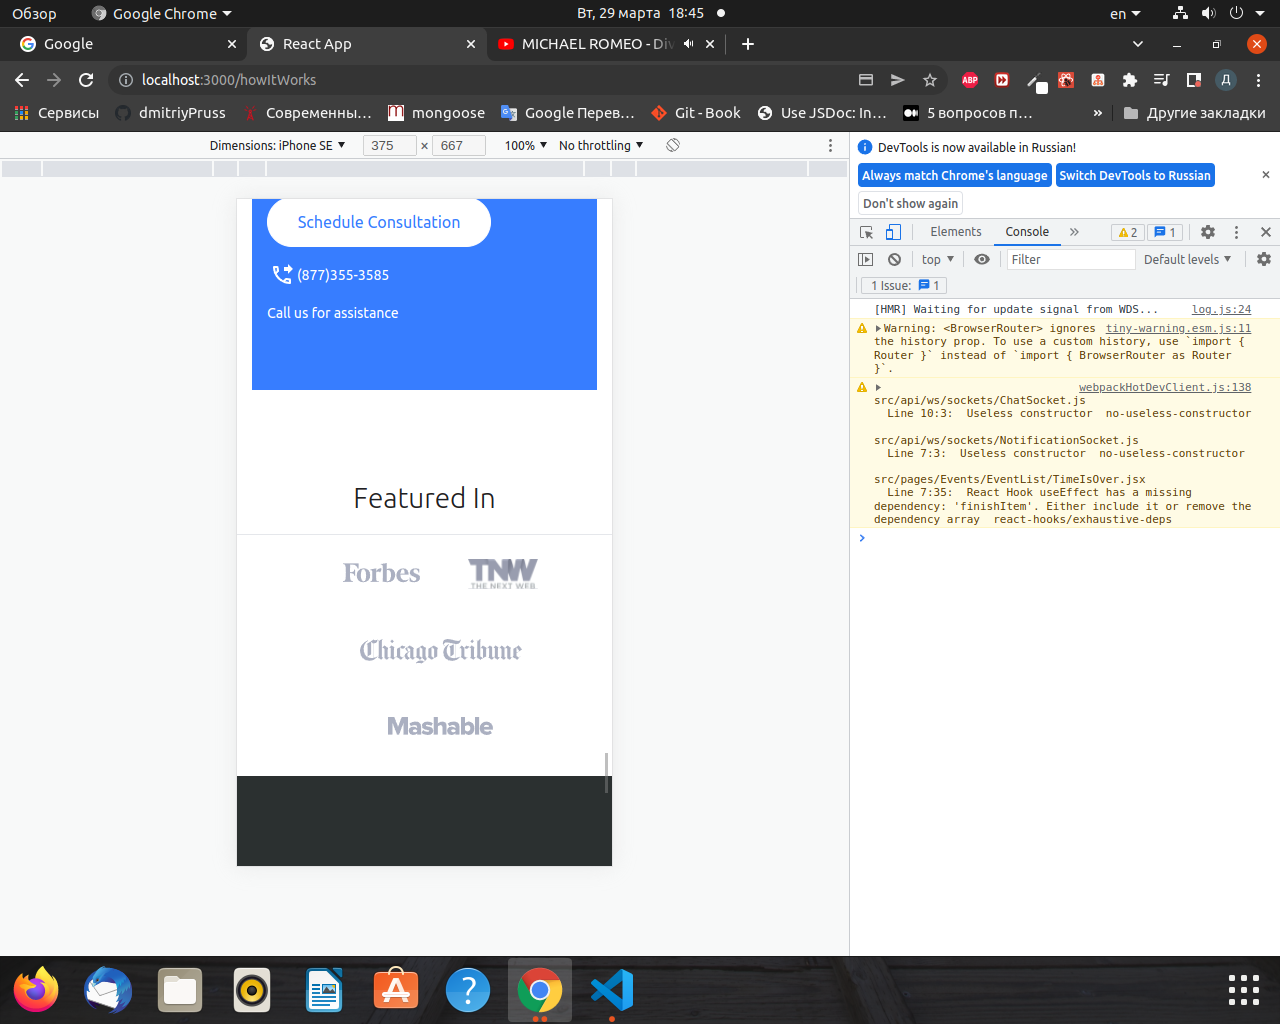 Обзор
Google Chrome
Вт, 29 марта 18:45
en
Google
React App
MICHAEL ROMEO - Div
localhost:3000/howItWorks
ABP
Д
Сервисы
dmitriyPruss
Современны...
mongoose
Google Перев...
Git - Book
Use JSDoc: In...
5 вопросов п...
»
Другие закладки
Dimensions: iPhone SE
375 × 667
100%
No throttling
Schedule Consultation
(877)355-3585
Call us for assistance
Featured In
Forbes
TNW
THE NEXT WEB
Chicago Tribune
Mashable
DevTools is now available in Russian!
Always match Chrome's language
Switch DevTools to Russian
Don't show again
Elements
Console
»
2
1
top
Filter
Default levels
1 Issue: 1
[HMR] Waiting for update signal from WDS... log.js:24
Warning: <BrowserRouter> ignores tiny-warning.esm.js:11
the history prop. To use a custom history, use `import {
Router }` instead of `import { BrowserRouter as Router
}`.
webpackHotDevClient.js:138
src/api/ws/sockets/ChatSocket.js
Line 10:3: Useless constructor no-useless-constructor
src/api/ws/sockets/NotificationSocket.js
Line 7:3: Useless constructor no-useless-constructor
src/pages/Events/EventList/TimeIsOver.jsx
Line 7:35: React Hook useEffect has a missing
dependency: 'finishItem'. Either include it or remove the
dependency array react-hooks/exhaustive-deps